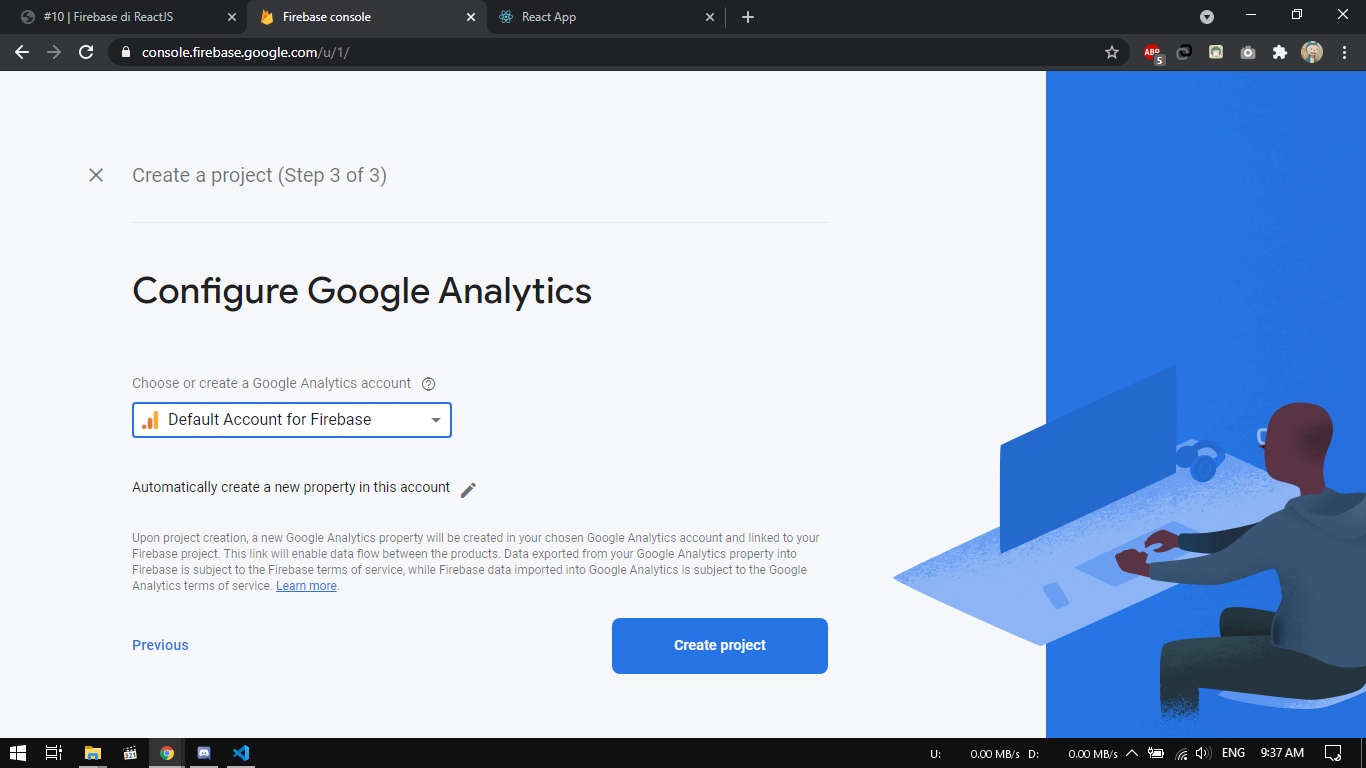 #10 | Firebase di ReactJS
Firebase console
React App
console.firebase.google.com/u/1/
ABP
5
Create a project (Step 3 of 3)
Configure Google Analytics
Choose or create a Google Analytics account
Default Account for Firebase
Automatically create a new property in this account
Upon project creation, a new Google Analytics property will be created in your chosen Google Analytics account and linked to your
Firebase project. This link will enable data flow between the products. Data exported from your Google Analytics property into
Firebase is subject to the Firebase terms of service, while Firebase data imported into Google Analytics is subject to the Google
Analytics terms of service. Learn more.
Previous
Create project
321
U: 0.00 MB/s D: 0.00 MB/s
ENG
9:37 AM